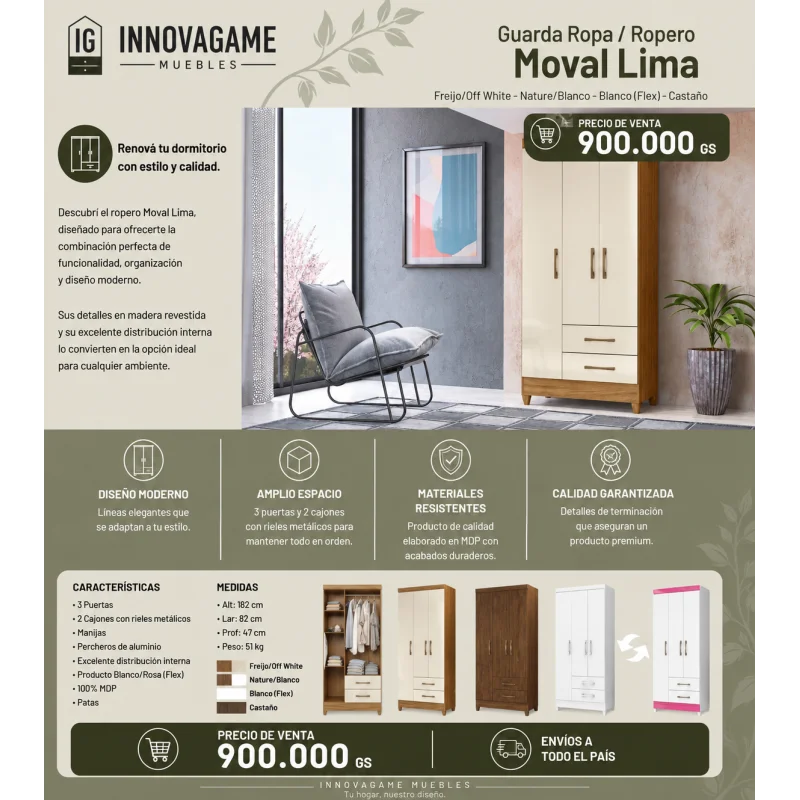 IG
INNOVAGAME
MUEBLES
Guarda Ropa / Ropero
Moval Lima
Freijo/Off White - Nature/Blanco - Blanco (Flex) - Castaño
PRECIO DE VENTA
900.000 GS
Renová tu dormitorio
con estilo y calidad.
Descubrí el ropero Moval Lima,
diseñado para ofrecerte la
combinación perfecta de
funcionalidad, organización
y diseño moderno.
Sus detalles en madera revestida
y su excelente distribución interna
lo convierten en la opción ideal
para cualquier ambiente.
DISEÑO MODERNO
Líneas elegantes que
se adaptan a tu estilo.
AMPLIO ESPACIO
3 puertas y 2 cajones
con rieles metálicos para
mantener todo en orden.
MATERIALES
RESISTENTES
Producto de calidad
elaborado en MDP con
acabados duraderos.
CALIDAD GARANTIZADA
Detalles de terminación
que aseguran un
producto premium.
CARACTERÍSTICAS
• 3 Puertas
• 2 Cajones con rieles metálicos
• Manijas
• Percheros de aluminio
• Excelente distribución interna
• Producto Blanco/Rosa (Flex)
• 100% MDP
• Patas
MEDIDAS
• Alt: 182 cm
• Lar: 82 cm
• Prof: 47 cm
• Peso: 51 kg
Freijo/Off White
Nature/Blanco
Blanco (Flex)
Castaño
PRECIO DE VENTA
900.000 GS
ENVÍOS A
TODO EL PAÍS
INNOVAGAME MUEBLES
Tu hogar, nuestro diseño.